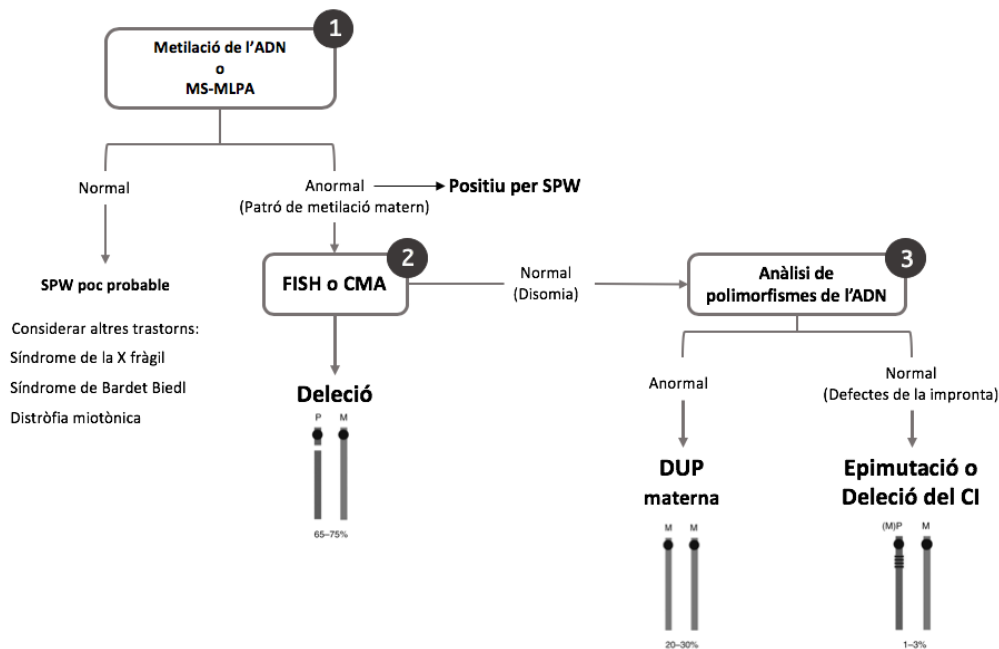 1
Metilació de l'ADN
o
MS-MLPA
Normal
Anormal
(Patró de metilació matern)
Positiu per SPW
SPW poc probable
Considerar altres trastorns:
Síndrome de la X fràgil
Síndrome de Bardet Biedl
Distròfia miotònica
2
FISH o CMA
Deleció
P M
65–75%
Normal
(Disomia)
3
Anàlisi de
polimorfismes de l'ADN
Anormal
DUP
materna
M M
20–30%
Normal
(Defectes de la impronta)
Epimutació o
Deleció del CI
(M)P M
1–3%